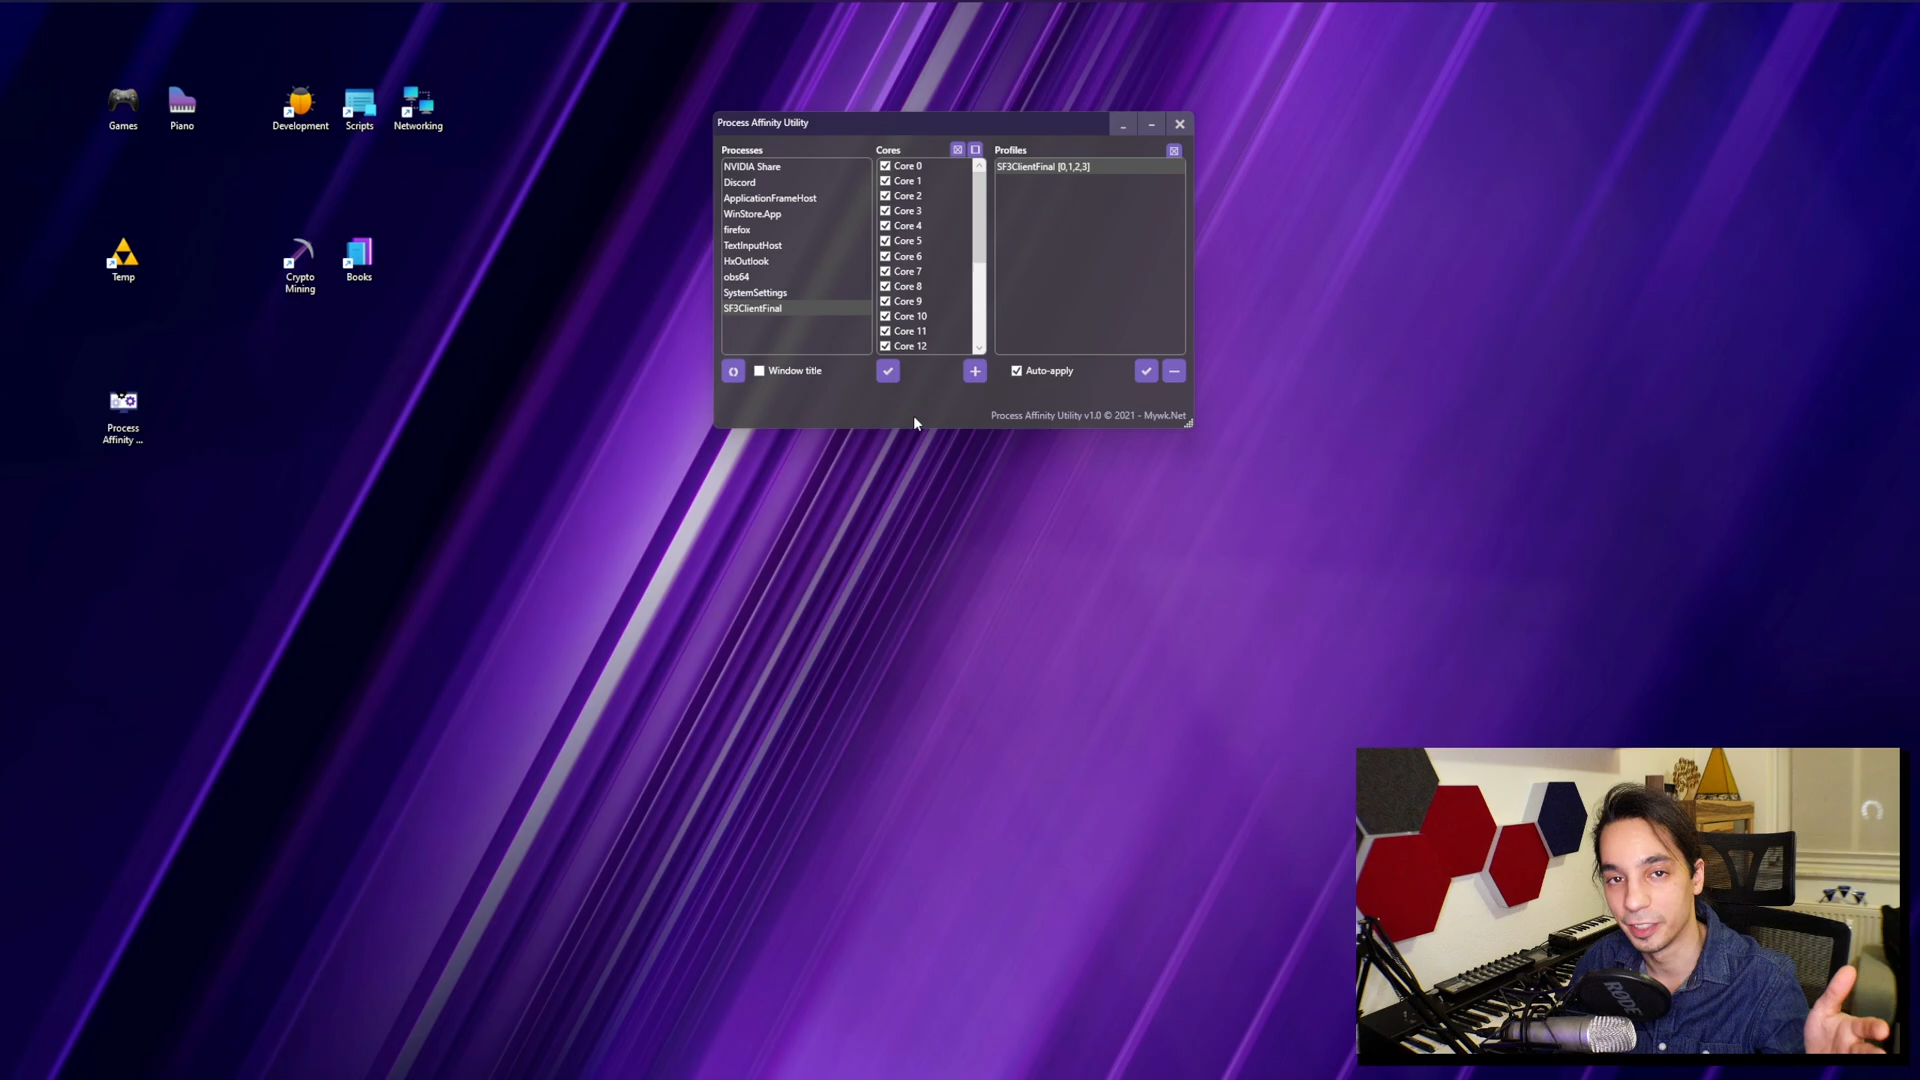 Games
Piano
Development
Scripts
Networking
Temp
Crypto
Mining
Books
Process
Affinity ...
Process Affinity Utility
Processes
NVIDIA Share
Discord
ApplicationFrameHost
WinStore.App
firefox
TextInputHost
HxOutlook
obs64
SystemSettings
SF3ClientFinal
Window title
Cores
Core 0
Core 1
Core 2
Core 3
Core 4
Core 5
Core 6
Core 7
Core 8
Core 9
Core 10
Core 11
Core 12
Profiles
SF3ClientFinal [0,1,2,3]
Auto-apply
Process Affinity Utility v1.0 © 2021 - Mywk.Net
RØDE